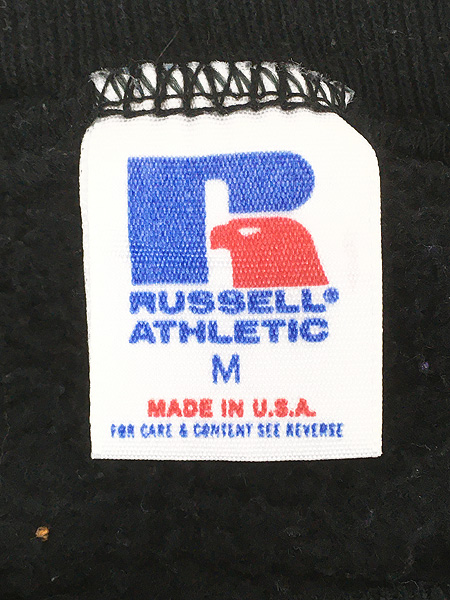 RUSSELL®
ATHLETIC
M
MADE IN U.S.A.
FOR CARE & CONTENT SEE REVERSE